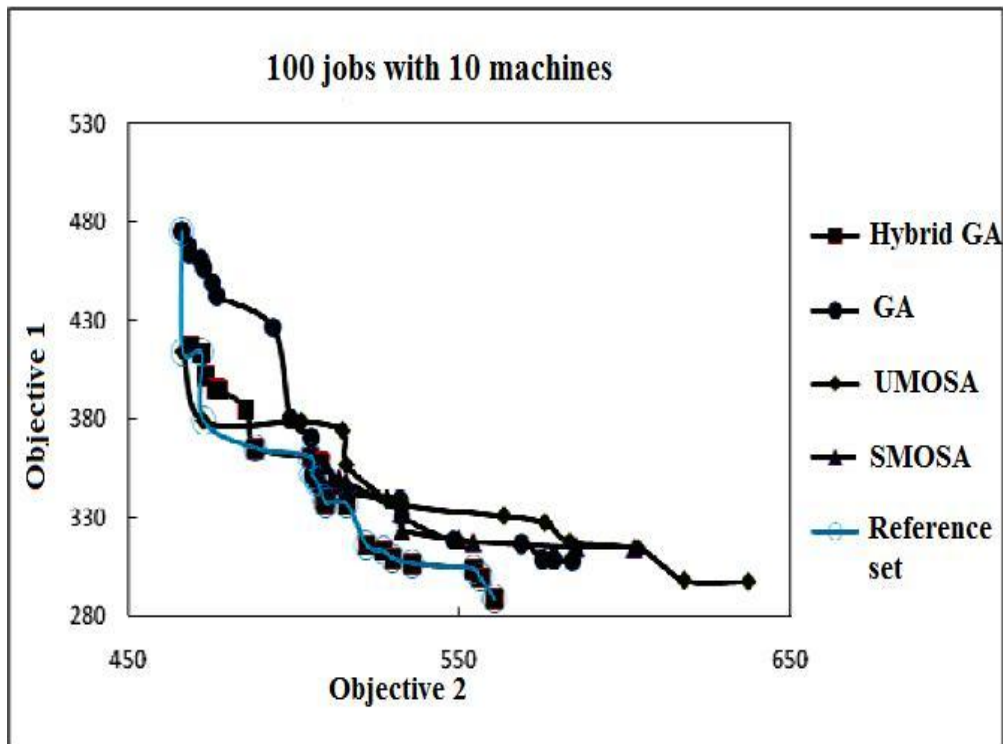 100 jobs with 10 machines
530
480
430
380
330
280
Objective 1
450
550
650
Objective 2
Hybrid GA
GA
UMOSA
SMOSA
Reference
set